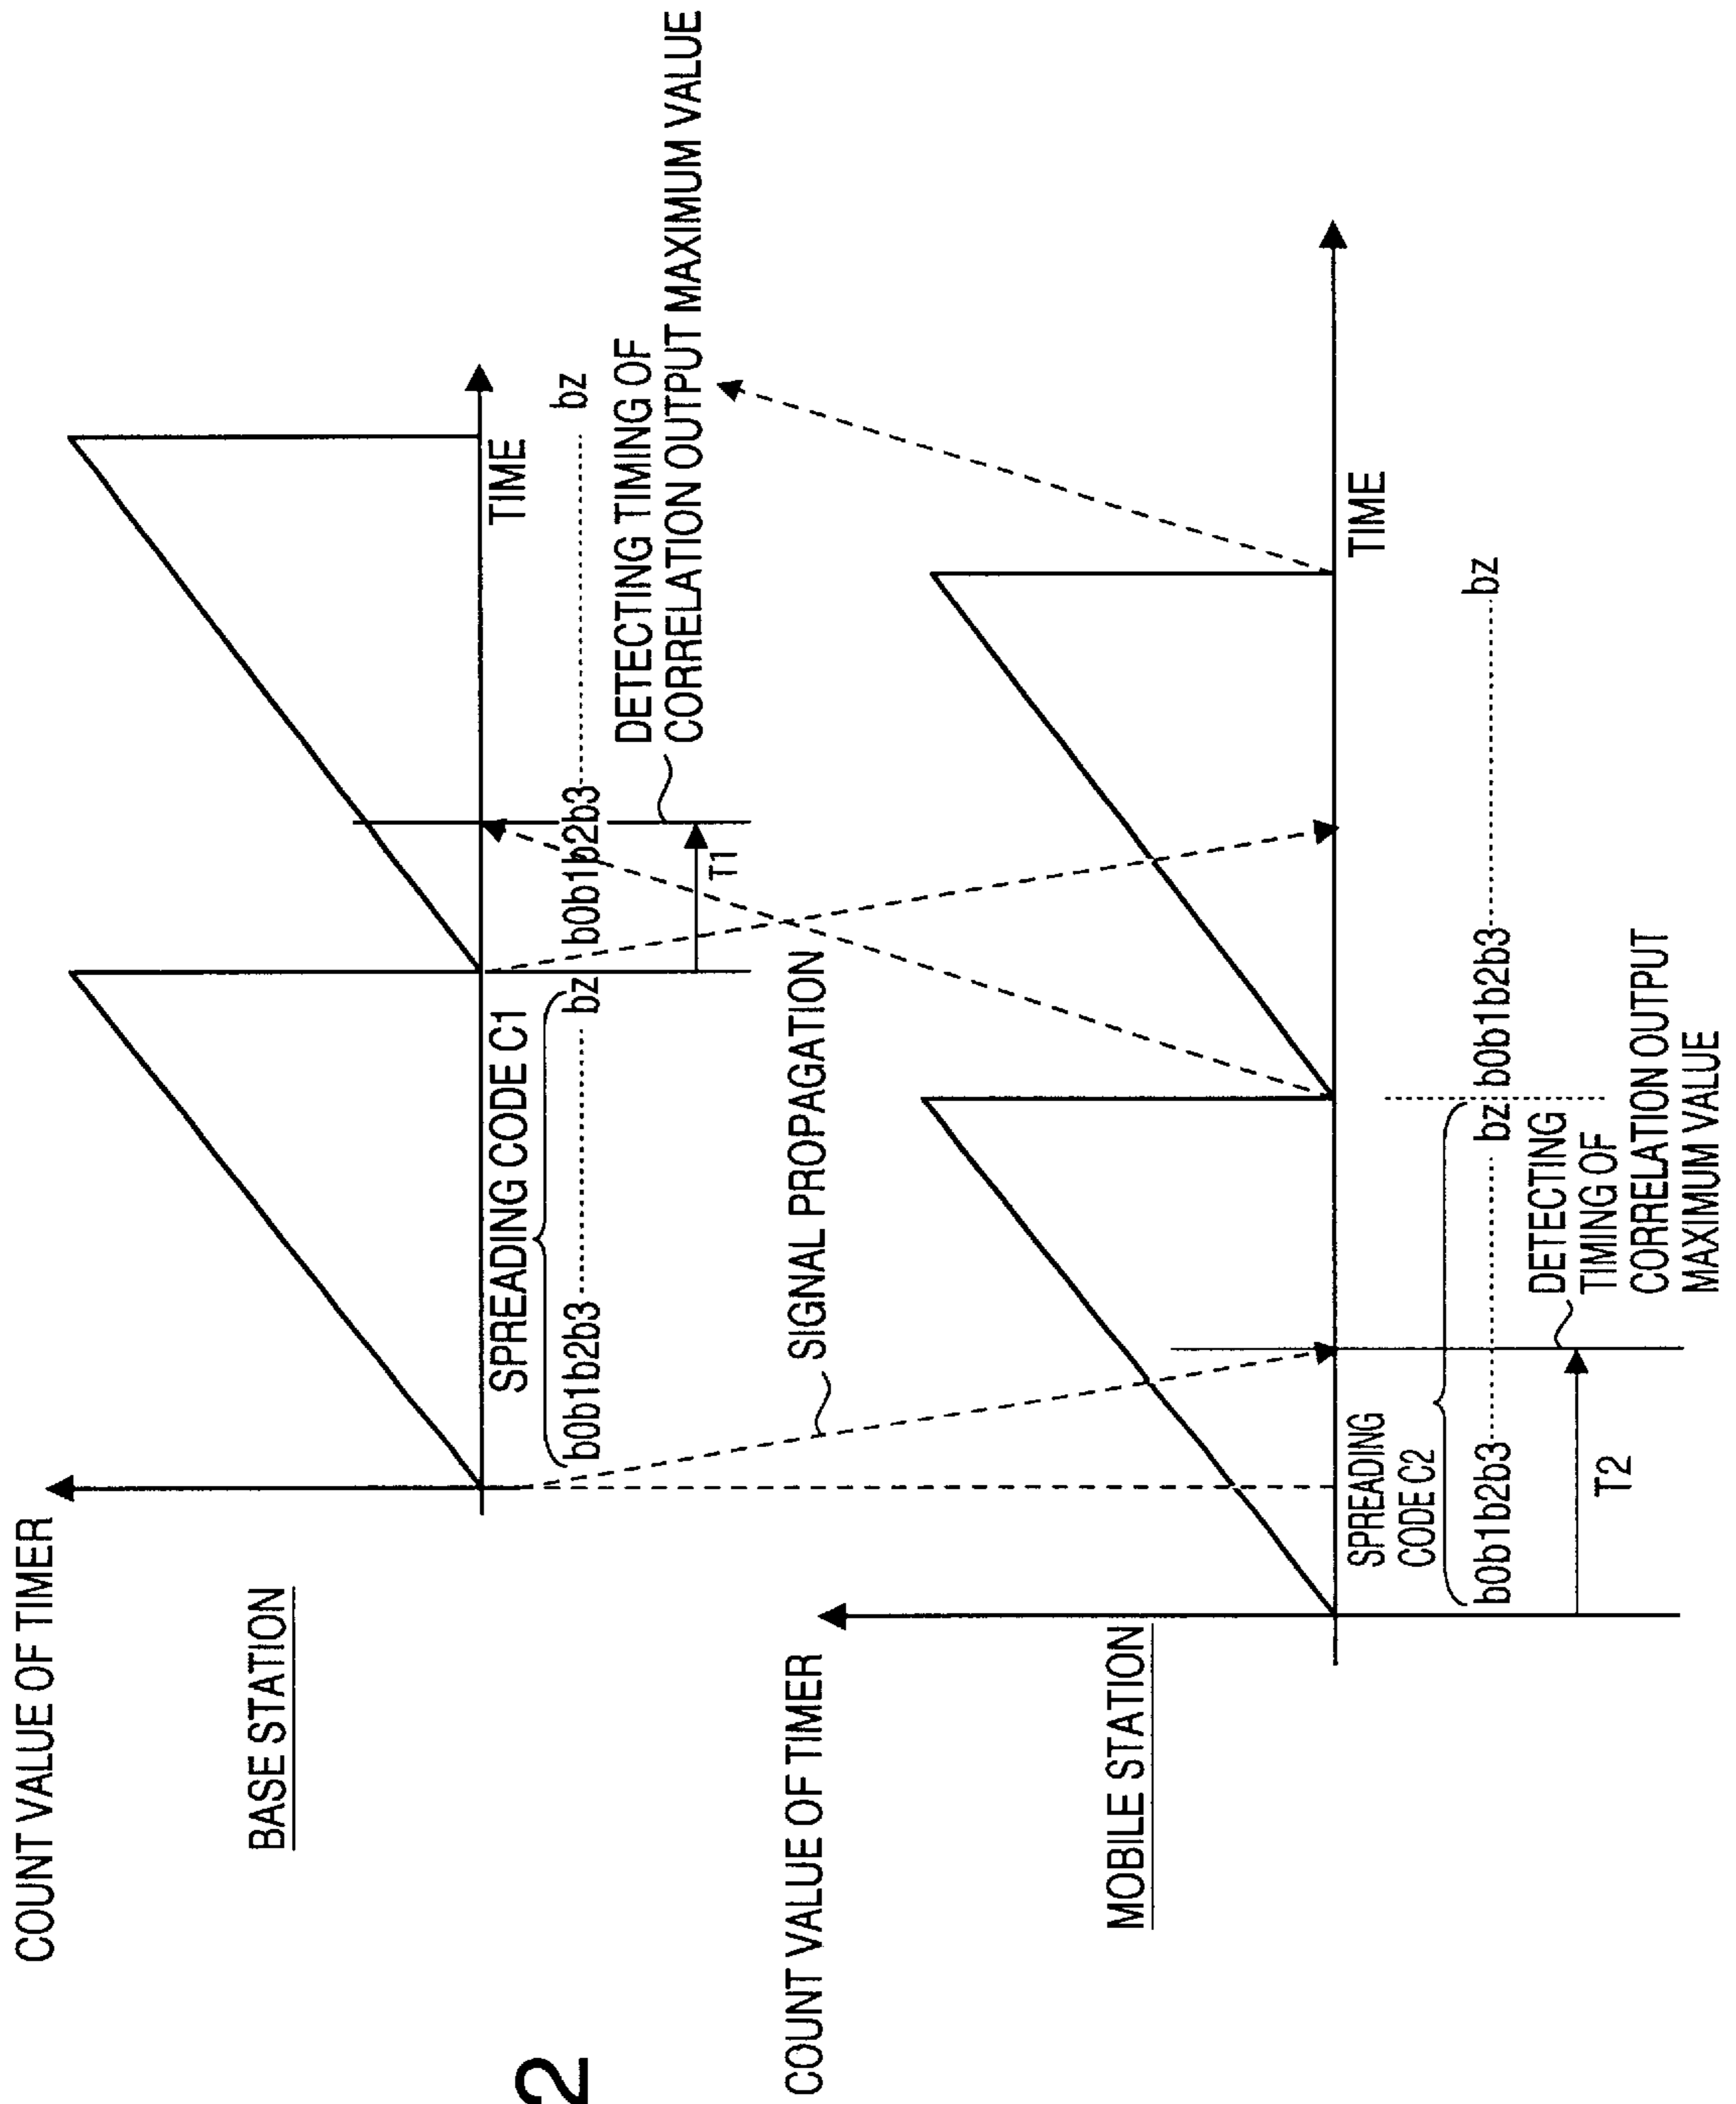 2
COUNT VALUE OF TIMER
BASE STATION
TIME
SPREADING CODE C1
b0b1b2b3 bz b0b1b2b3 bz
DETECTING TIMING OF
CORRELATION OUTPUT MAXIMUM VALUE
T1
SIGNAL PROPAGATION
COUNT VALUE OF TIMER
MOBILE STATION
TIME
SPREADING
CODE C2
b0b1b2b3 bz b0b1b2b3 bz
DETECTING
TIMING OF
CORRELATION OUTPUT
MAXIMUM VALUE
T2